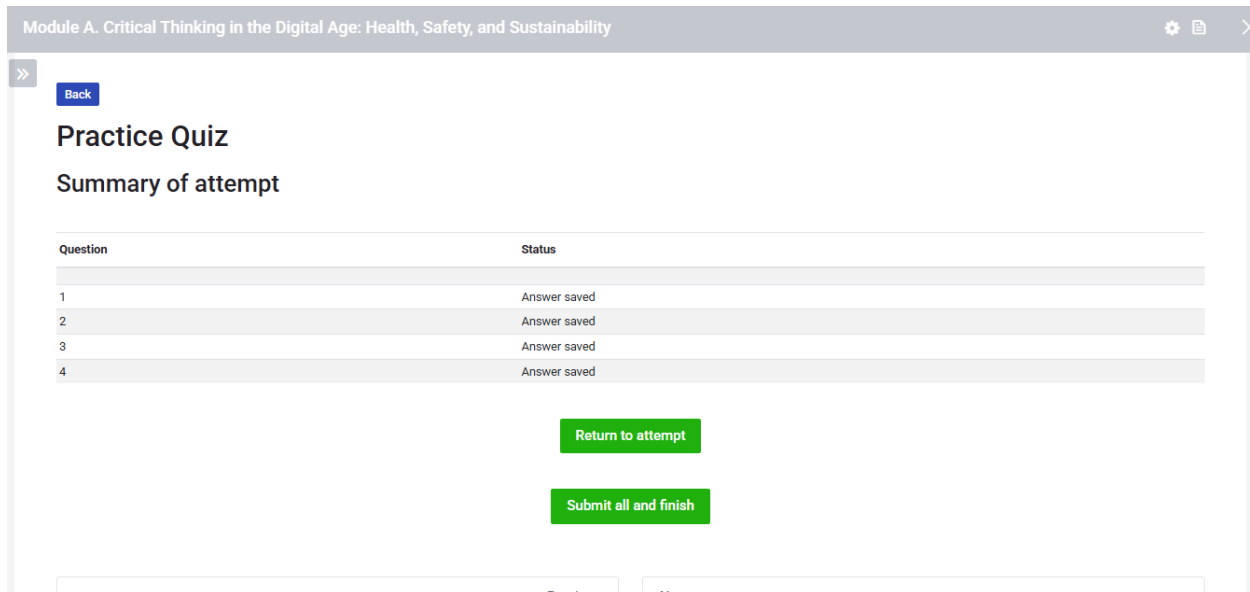 Module A. Critical Thinking in the Digital Age: Health, Safety, and Sustainability
Back
Practice Quiz
Summary of attempt
Question Status
1 Answer saved
2 Answer saved
3 Answer saved
4 Answer saved
Return to attempt
Submit all and finish